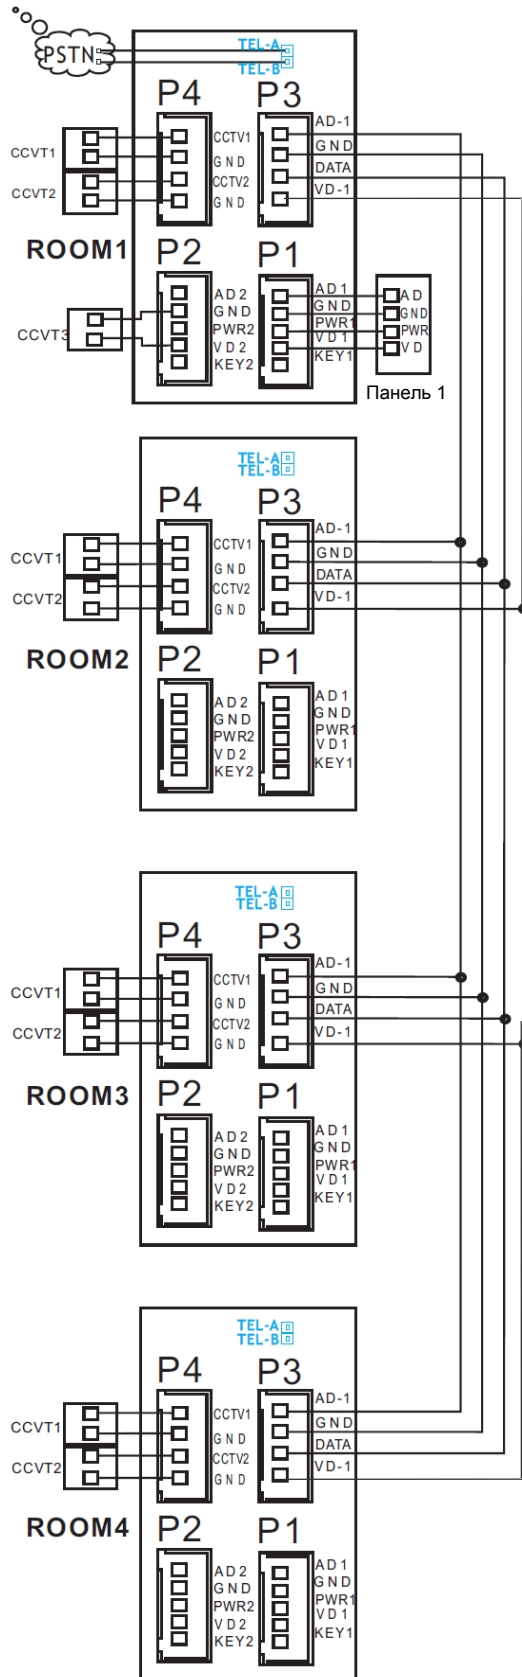 PSTN
TEL-A
TEL-B
P4
P3
CCVT1
CCVT2
CCTV1
GND
CCTV2
GND
AD-1
GND
DATA
VD-1
ROOM1
P2
P1
CCVT3
AD2
GND
PWR2
VD2
KEY2
AD1
GND
PWR1
VD1
KEY1
AD
GND
PWR
VD
Панель 1
TEL-A
TEL-B
P4
P3
CCVT1
CCVT2
CCTV1
GND
CCTV2
GND
AD-1
GND
DATA
VD-1
ROOM2
P2
P1
AD2
GND
PWR2
VD2
KEY2
AD1
GND
PWR1
VD1
KEY1
TEL-A
TEL-B
P4
P3
CCVT1
CCVT2
CCTV1
GND
CCTV2
GND
AD-1
GND
DATA
VD-1
ROOM3
P2
P1
AD2
GND
PWR2
VD2
KEY2
AD1
GND
PWR1
VD1
KEY1
TEL-A
TEL-B
P4
P3
CCVT1
CCVT2
CCTV1
GND
CCTV2
GND
AD-1
GND
DATA
VD-1
ROOM4
P2
P1
AD2
GND
PWR2
VD2
KEY2
AD1
GND
PWR1
VD1
KEY1